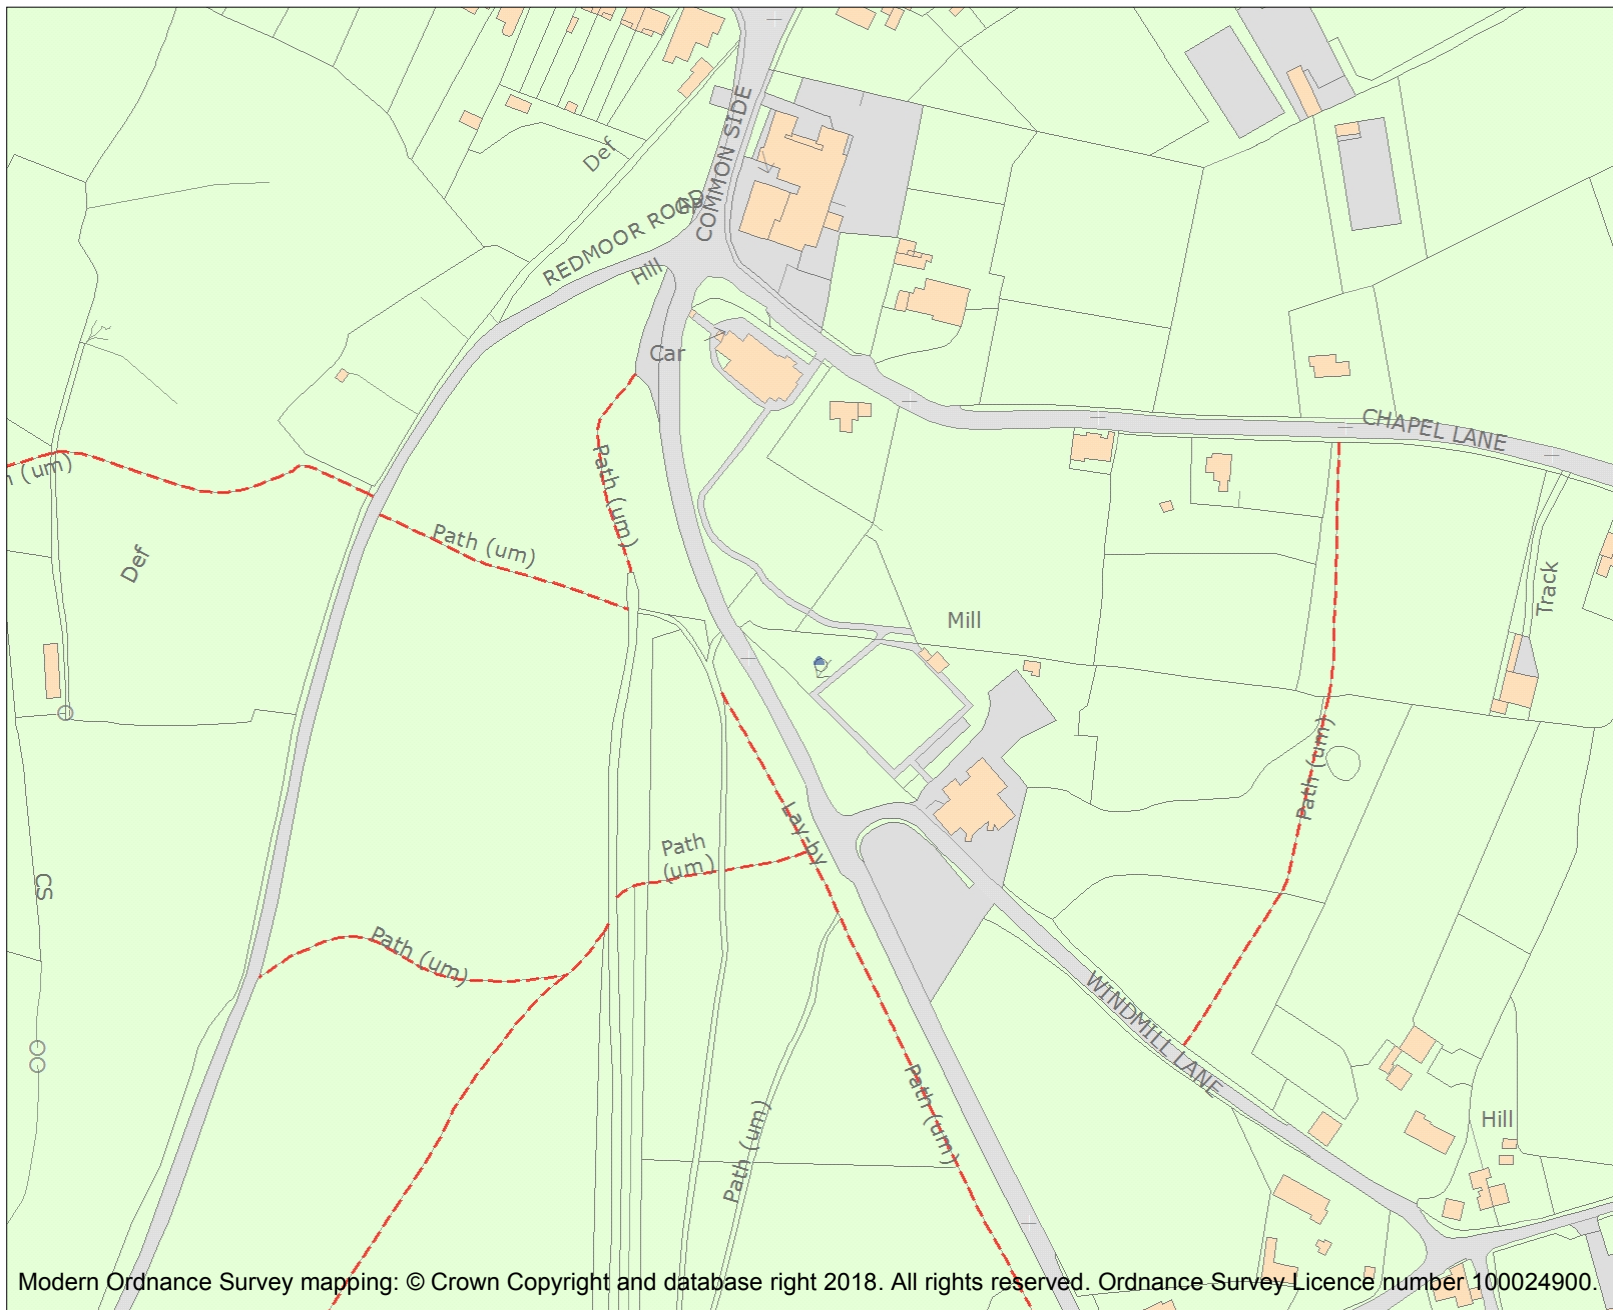 COMMON SIDE
Def
REDMOOR ROAD
GP
Hill
Car
CHAPEL LANE
(um)
Path (um)
Path (um)
Def
Track
Mill
Path (um)
Lay-by
Path
(um)
CS
Path (um)
WINDMILL LANE
Path (um)
Path (um)
Hill
Modern Ordnance Survey mapping: © Crown Copyright and database right 2018. All rights reserved. Ordnance Survey Licence number 100024900.